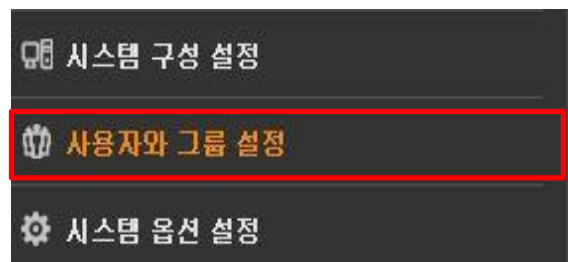 시스템 구성 설정
사용자와 그룹 설정
시스템 옵션 설정